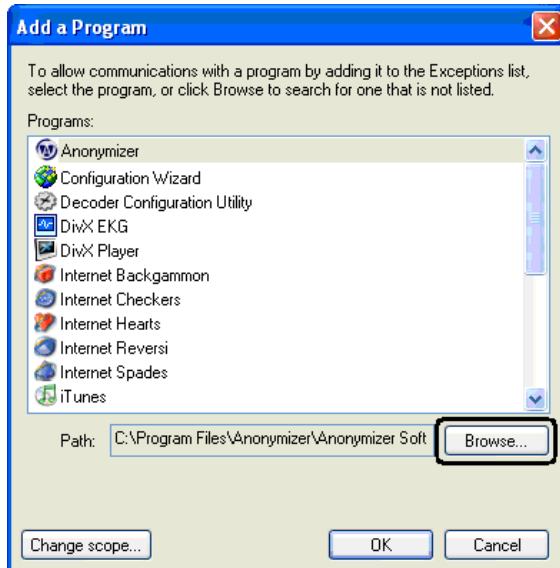 Add a Program
To allow communications with a program by adding it to the Exceptions list,
select the program, or click Browse to search for one that is not listed.
Programs:
Anonymizer
Configuration Wizard
Decoder Configuration Utility
DivX EKG
DivX Player
Internet Backgammon
Internet Checkers
Internet Hearts
Internet Reversi
Internet Spades
iTunes
Path: C:\Program Files\Anonymizer\Anonymizer Soft Browse...
Change scope... OK Cancel